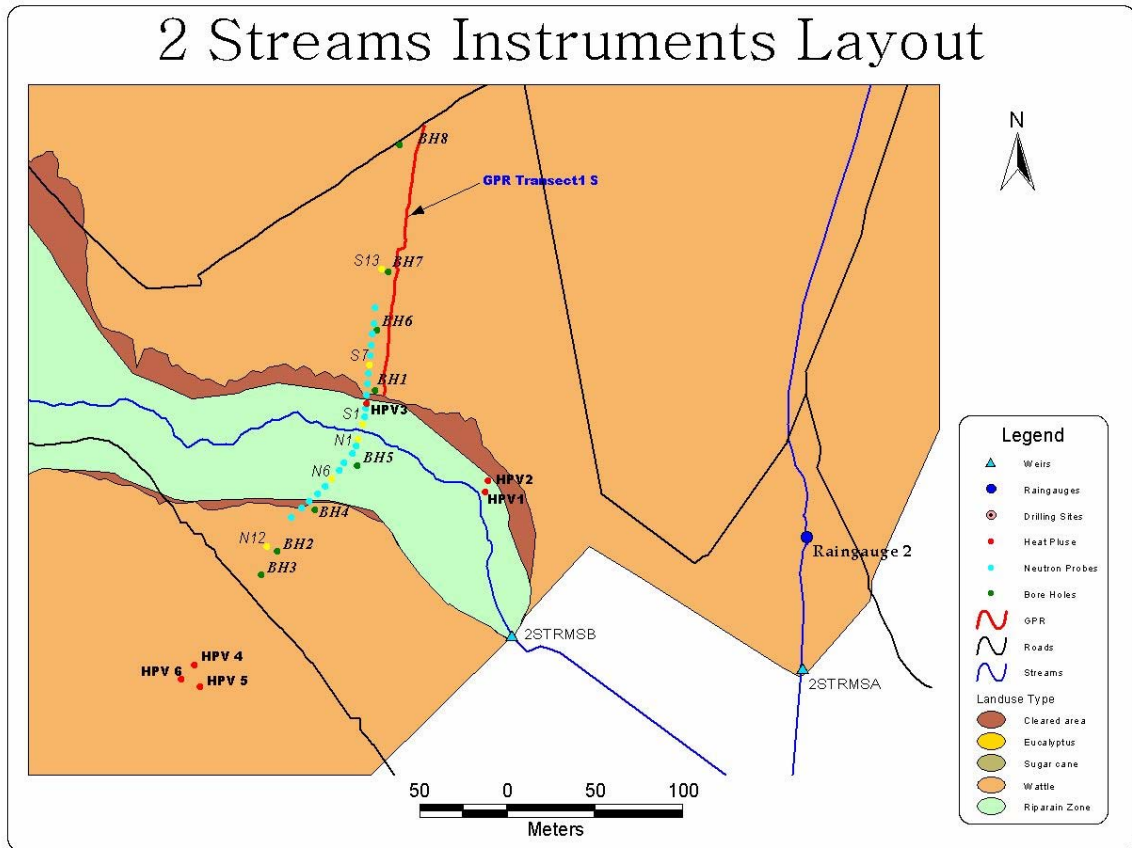 2 Streams Instruments Layout
N
BH8
GPR Transect1 S
S13
BH7
BH6
S7
BH1
HPV3
S1
N1
BH5
N6
HPV2
HPV1
BH4
N12
BH2
BH3
Raingauge 2
2STRMSB
2STRMSA
HPV 4
HPV 6
HPV 5
50 0 50 100
Meters
Legend
Weirs
Raingauges
Drilling Sites
Heat Pluse
Neutron Probes
Bore Holes
GPR
Roads
Streams
Landuse Type
Cleared area
Eucalyptus
Sugar cane
Wattle
Riparain Zone